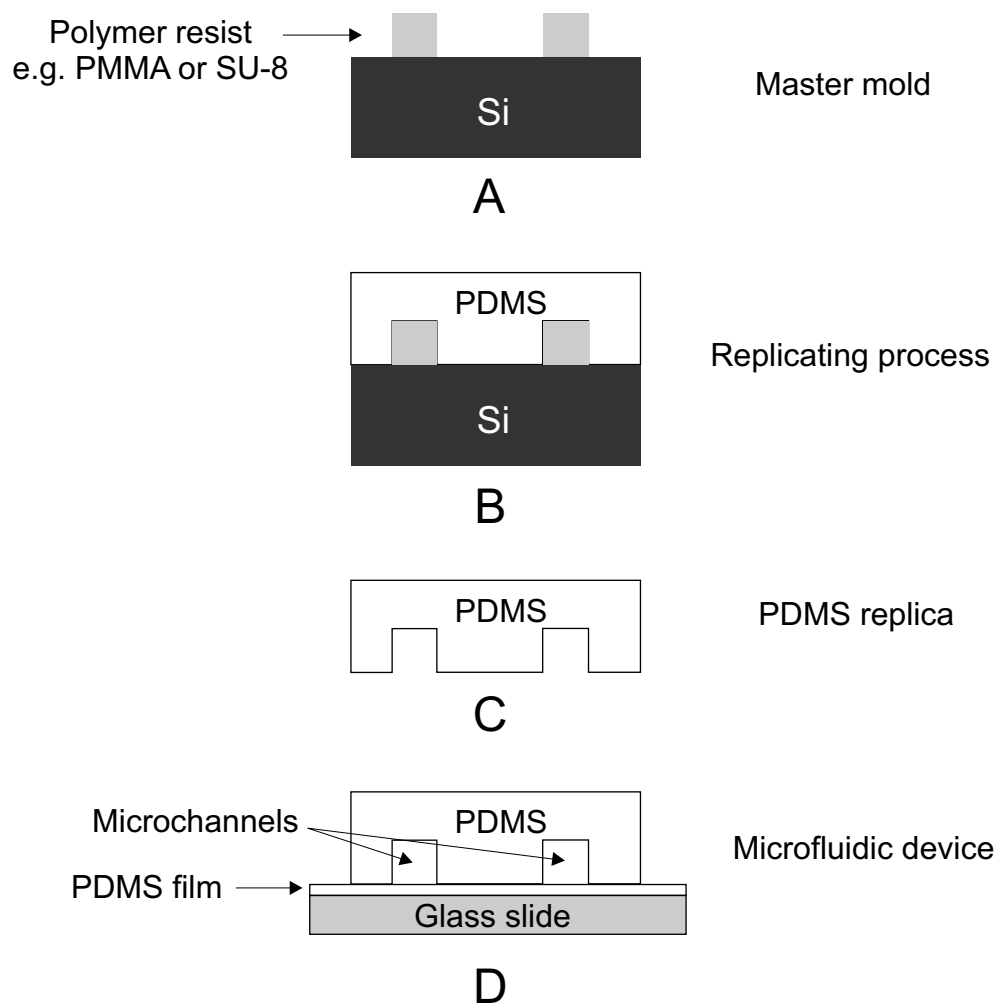 Polymer resist
e.g. PMMA or SU-8
Si
Master mold
A
PDMS
Replicating process
Si
B
PDMS
PDMS replica
C
Microchannels
PDMS
Microfluidic device
PDMS film
Glass slide
D